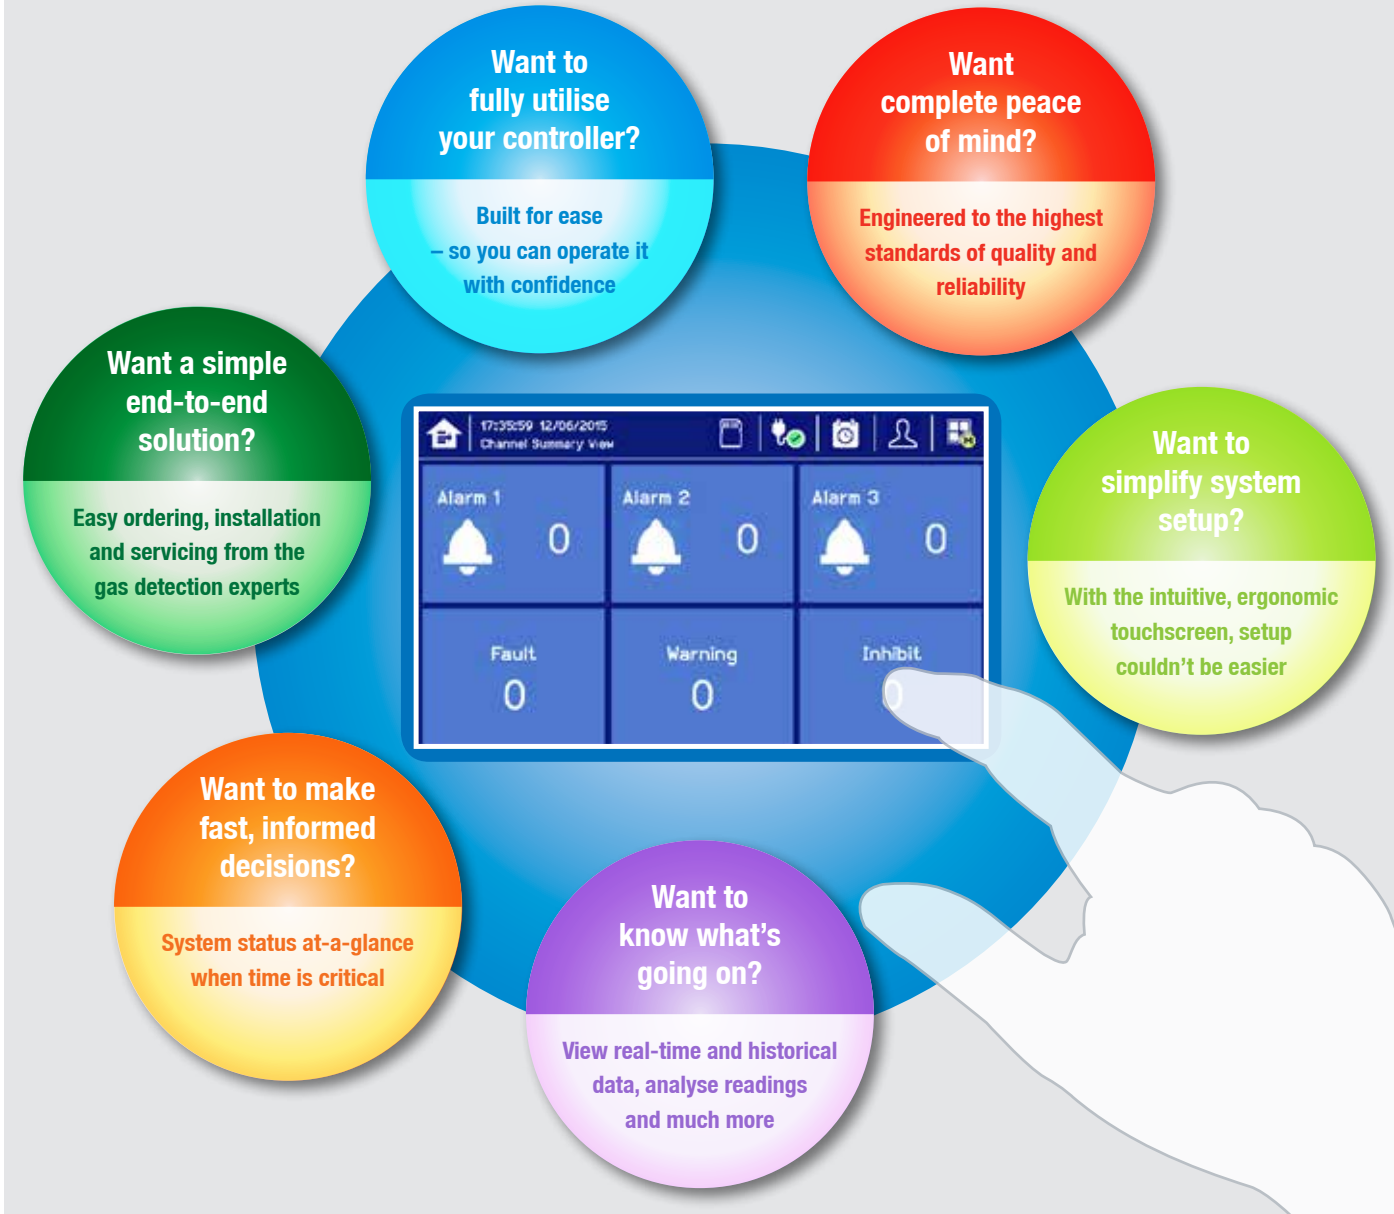 Want to
fully utilise
your controller?
Built for ease
– so you can operate it
with confidence
Want
complete peace
of mind?
Engineered to the highest
standards of quality and
reliability
Want a simple
end-to-end
solution?
Easy ordering, installation
and servicing from the
gas detection experts
17:35:59 12/06/2015
Channel Summary View
Alarm 1
0
Alarm 2
0
Alarm 3
0
Fault
0
Warning
0
Inhibit
0
Want to
simplify system
setup?
With the intuitive, ergonomic
touchscreen, setup
couldn't be easier
Want to make
fast, informed
decisions?
System status at-a-glance
when time is critical
Want to
know what's
going on?
View real-time and historical
data, analyse readings
and much more